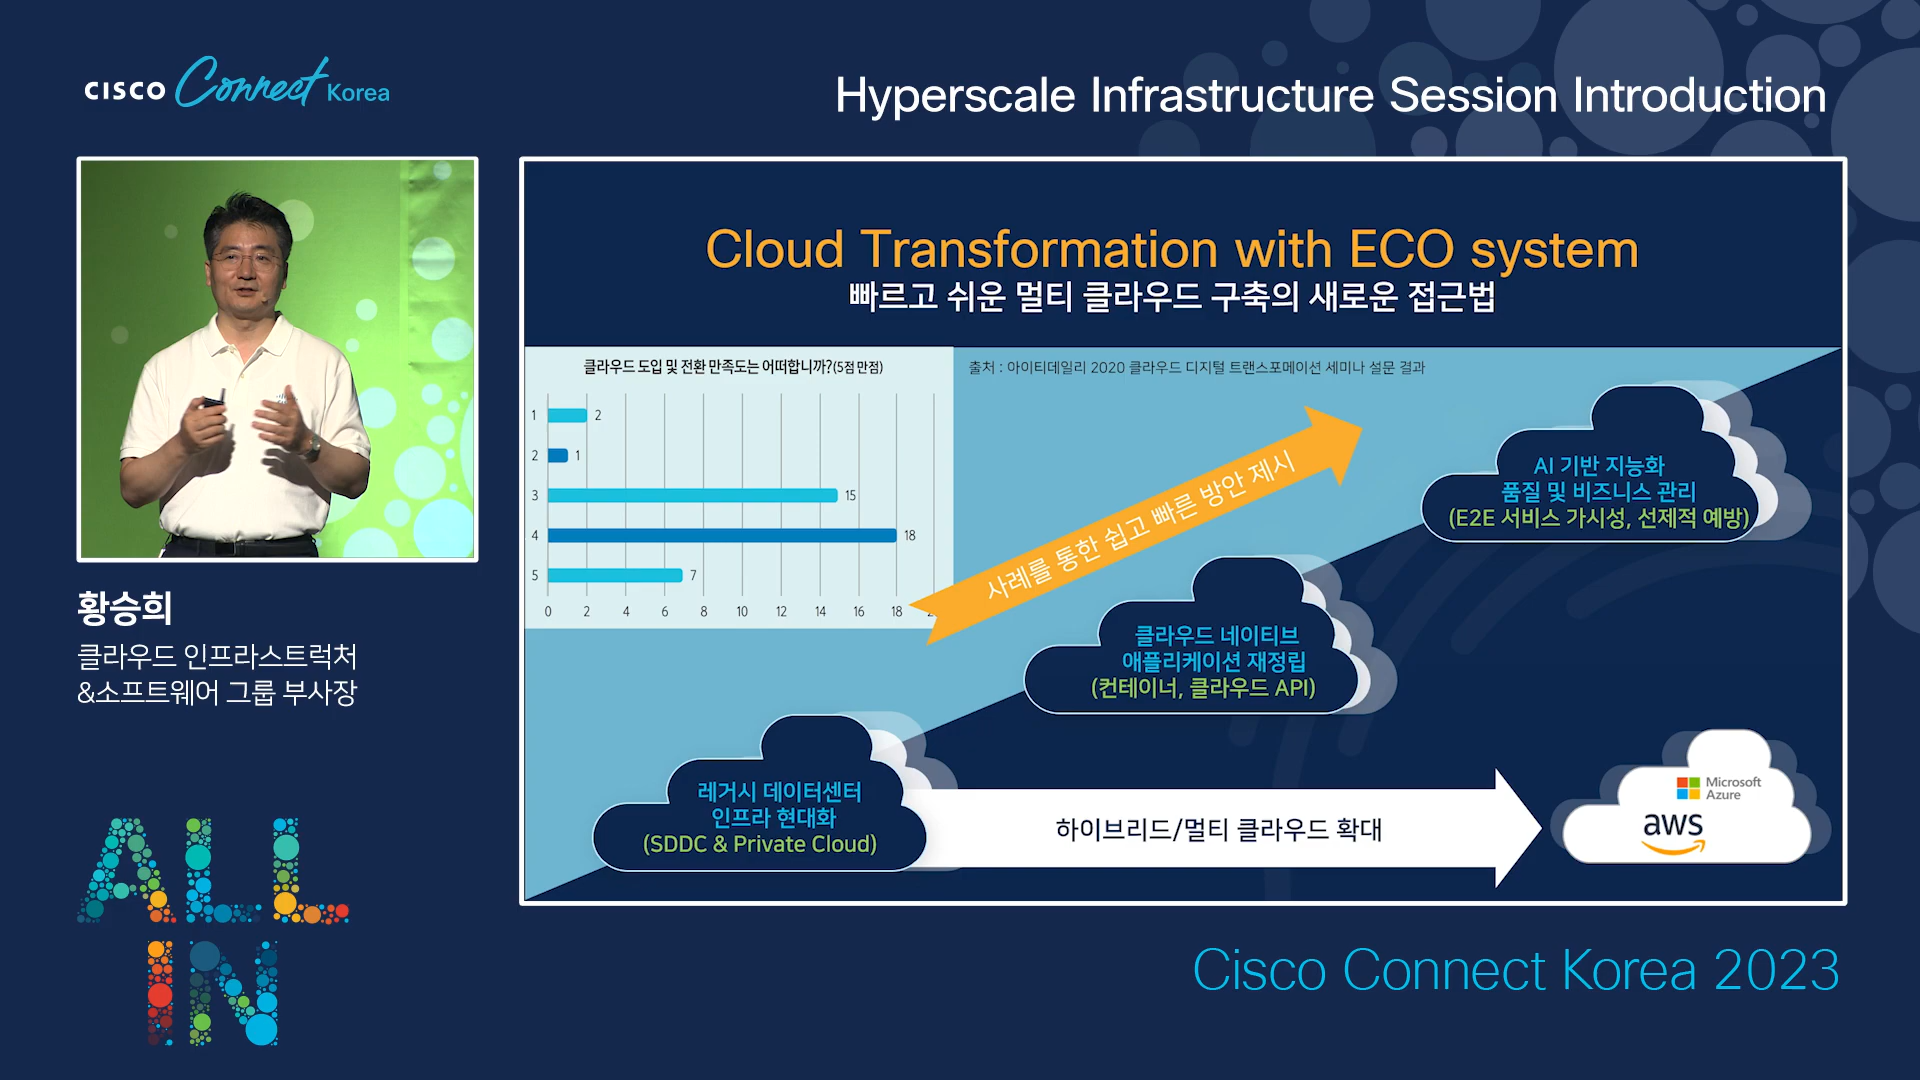 CISCO Connect Korea
Hyperscale Infrastructure Session Introduction
Cloud Transformation with ECO system
빠르고 쉬운 멀티 클라우드 구축의 새로운 접근법
클라우드 도입 및 전환 만족도는 어떠합니까?(5점 만점)
출처 : 아이티데일리 2020 클라우드 디지털 트랜스포메이션 세미나 설문 결과
1 2
2 1
3 15
4 18
5 7
0 2 4 6 8 10 12 14 16 18
사례를 통한 쉽고 빠른 방안 제시
AI 기반 지능화
품질 및 비즈니스 관리
(E2E 서비스 가시성, 선제적 예방)
클라우드 네이티브
애플리케이션 재정립
(컨테이너, 클라우드 API)
레거시 데이터센터
인프라 현대화
(SDDC & Private Cloud)
하이브리드/멀티 클라우드 확대
Microsoft
Azure
aws
황승희
클라우드 인프라스트럭처
&소프트웨어 그룹 부사장
ALL
IN
Cisco Connect Korea 2023